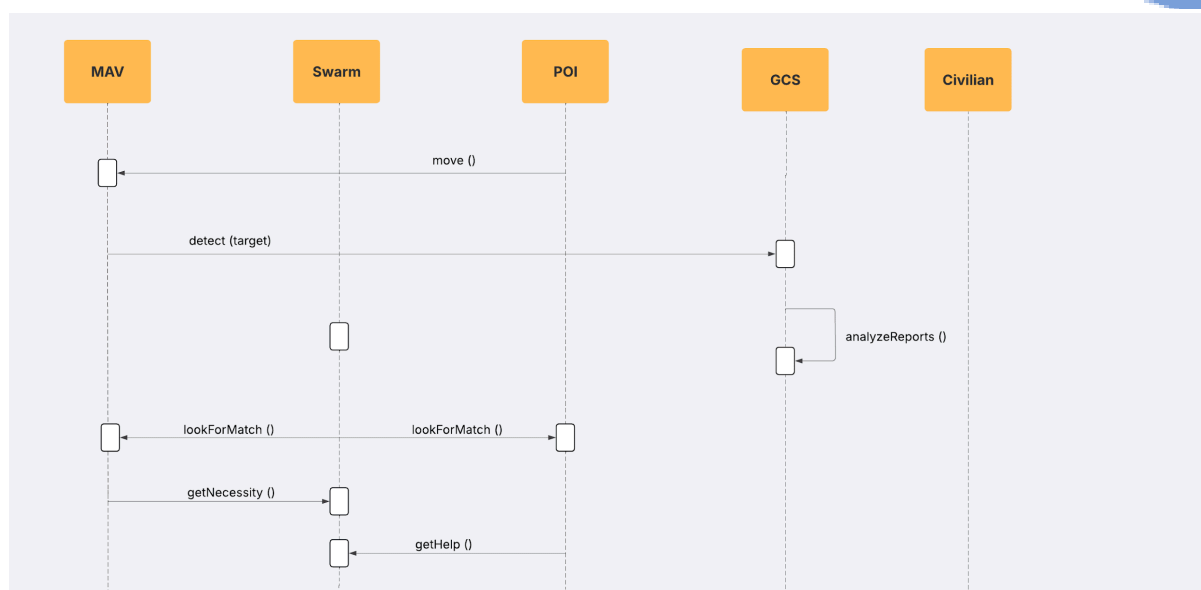 MAV
Swarm
POI
GCS
Civilian
move ()
detect (target)
analyzeReports ()
lookForMatch ()
lookForMatch ()
getNecessity ()
getHelp ()